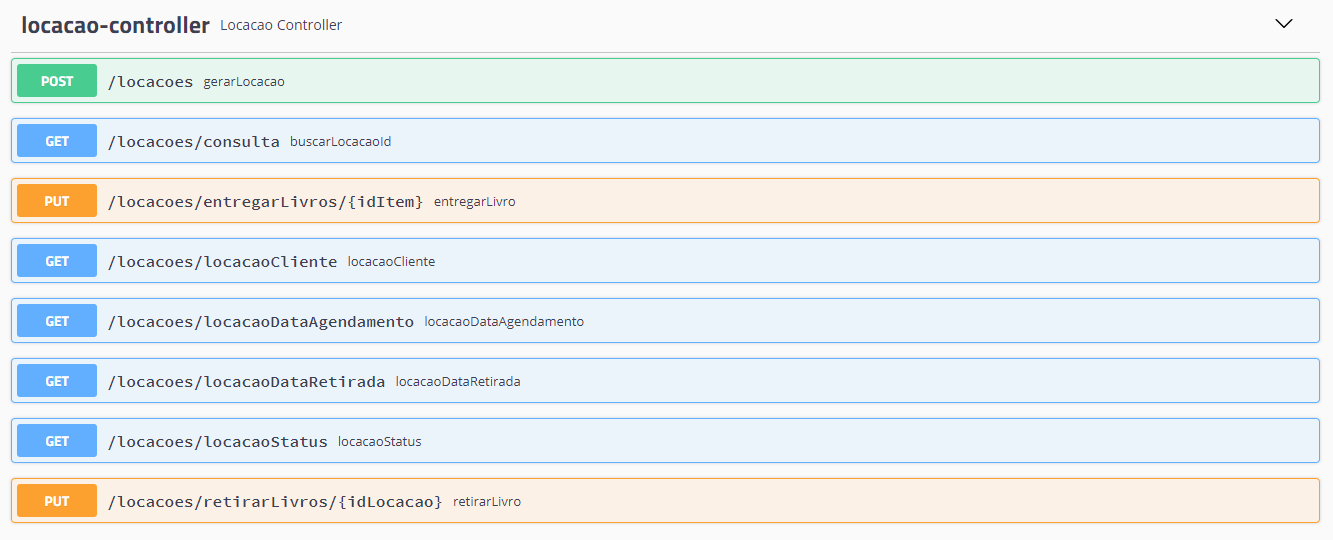 locacao-controller Locacao Controller
POST /locacoes gerarLocacao
GET /locacoes/consulta buscarLocacaoId
PUT /locacoes/entregarLivros/{idItem} entregarLivro
GET /locacoes/locacaoCliente locacaoCliente
GET /locacoes/locacaoDataAgendamento locacaoDataAgendamento
GET /locacoes/locacaoDataRetirada locacaoDataRetirada
GET /locacoes/locacaoStatus locacaoStatus
PUT /locacoes/retirarLivros/{idLocacao} retirarLivro